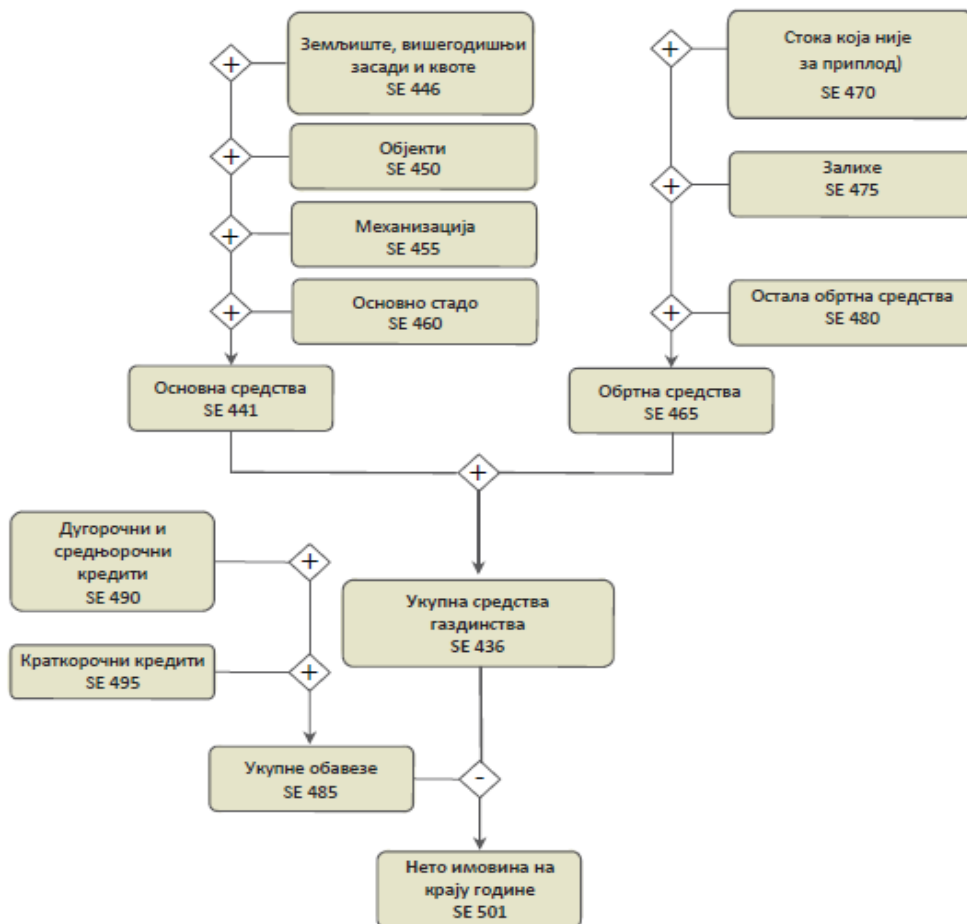 Земљиште, вишегодишњи
засади и квоте
SE 446
+
Објекти
SE 450
+
Механизација
SE 455
+
Основно стадо
SE 460
+
Основна средства
SE 441
Стока која није
за приплод)
SE 470
+
Залихе
SE 475
+
Остала обртна средства
SE 480
+
Обртна средства
SE 465
+
Дугорочни и
средњорочни
кредити
SE 490
+
Краткорочни кредити
SE 495
+
Укупна средства
газдинства
SE 436
Укупне обавезе
SE 485
-
Нето имовина на
крају године
SE 501